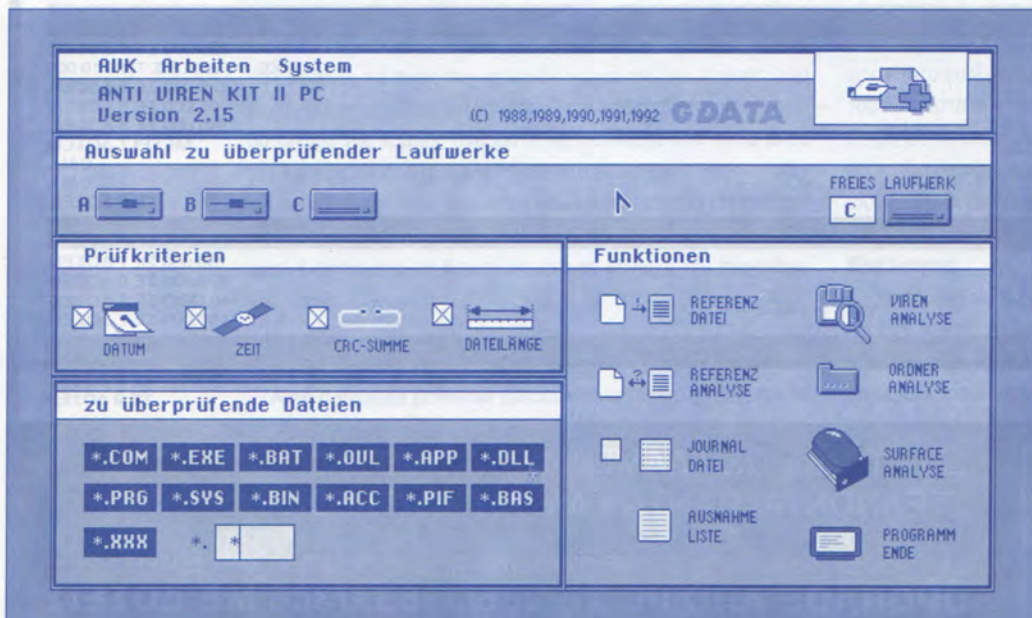 AVK Arbeiten System
ANTI VIREN KIT II PC
Version 2.15
(C) 1988,1989,1990,1991,1992 G DATA
Auswahl zu überprüfender Laufwerke
A
B
C
FREIES LAUFWERK
C
Prüfkriterien
DATUM
ZEIT
CRC-SUMME
DATEILÄNGE
zu überprüfende Dateien
*.COM *.EXE *.BAT *.OVL *.APP *.DLL
*.PRG *.SYS *.BIN *.ACC *.PIF *.BAS
*.XXX *. *
Funktionen
REFERENZ
DATEI
VIREN
ANALYSE
REFERENZ
ANALYSE
ORDNER
ANALYSE
JOURNAL
DATEI
SURFACE
ANALYSE
AUSNAHME
LISTE
PROGRAMM
ENDE